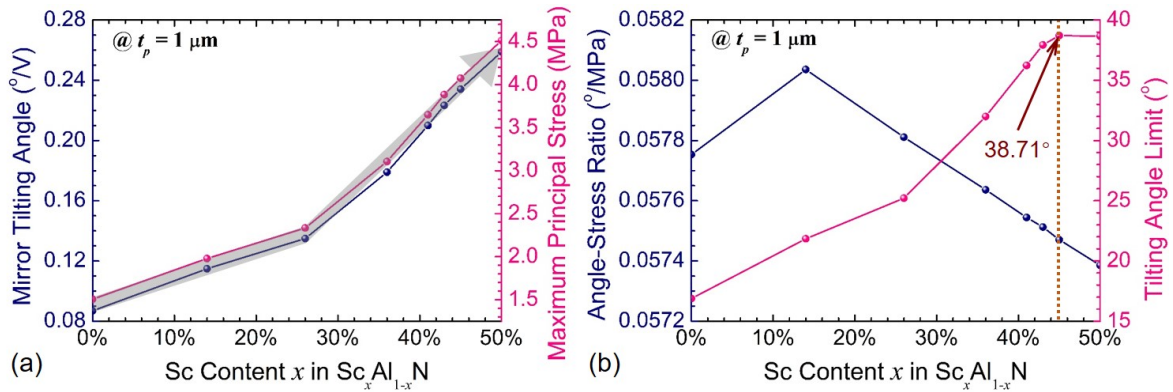 @ tp = 1 μm
Mirror Tilting Angle (°/V)
0.28
0.24
0.20
0.16
0.12
0.08
0% 10% 20% 30% 40% 50%
Sc Content x in ScxAl1-xN
4.5
4.0
3.5
3.0
2.5
2.0
1.5
Maximum Principal Stress (MPa)
(a)
@ tp = 1 μm
Angle-Stress Ratio (°/MPa)
0.0582
0.0580
0.0578
0.0576
0.0574
0.0572
38.71°
0% 10% 20% 30% 40% 50%
Sc Content x in ScxAl1-xN
40
35
30
25
20
15
Tilting Angle Limit (°)
(b)